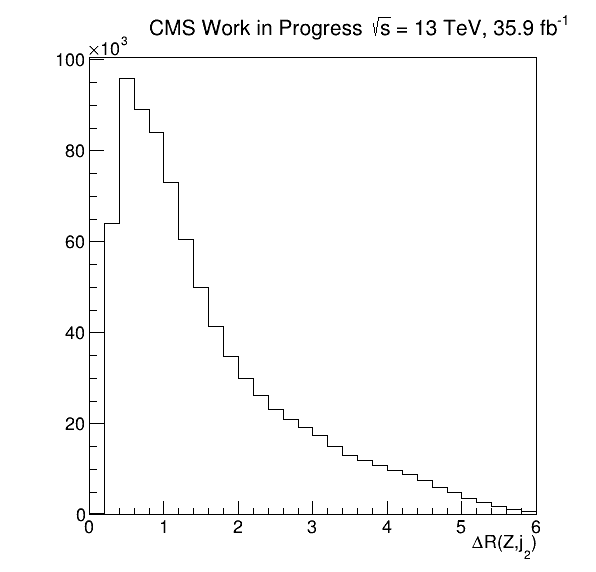 CMS Work in Progress √s = 13 TeV, 35.9 fb⁻¹
×10³
100
80
60
40
20
0
0 1 2 3 4 5 6
ΔR(Z,j₂)